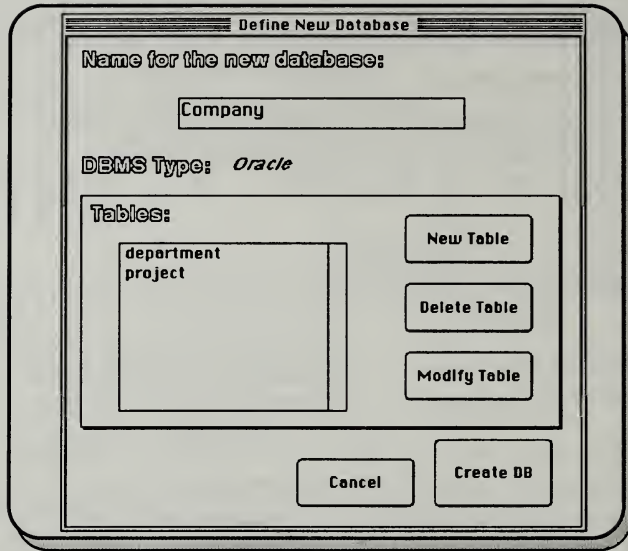 Define New Database
Name for the new database:
Company
DBMS Type: Oracle
Tables:
department
project
New Table
Delete Table
Modify Table
Cancel
Create DB